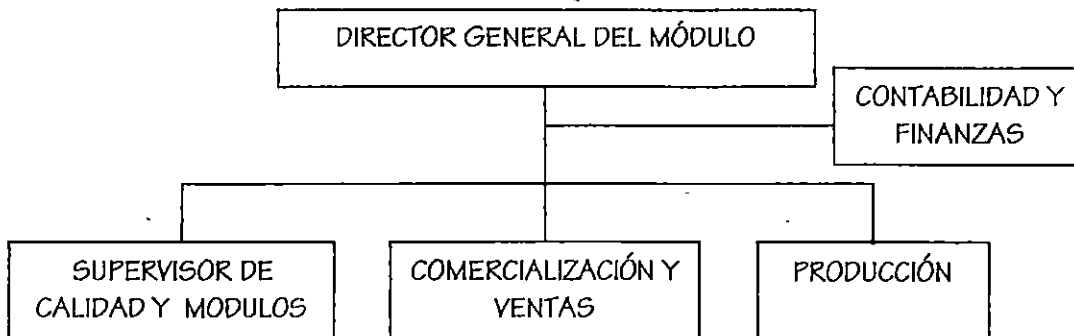 DIRECTOR GENERAL DEL MÓDULO
CONTABILIDAD Y
FINANZAS
SUPERVISOR DE
CALIDAD Y MODULOS
COMERCIALIZACIÓN Y
VENTAS
PRODUCCIÓN